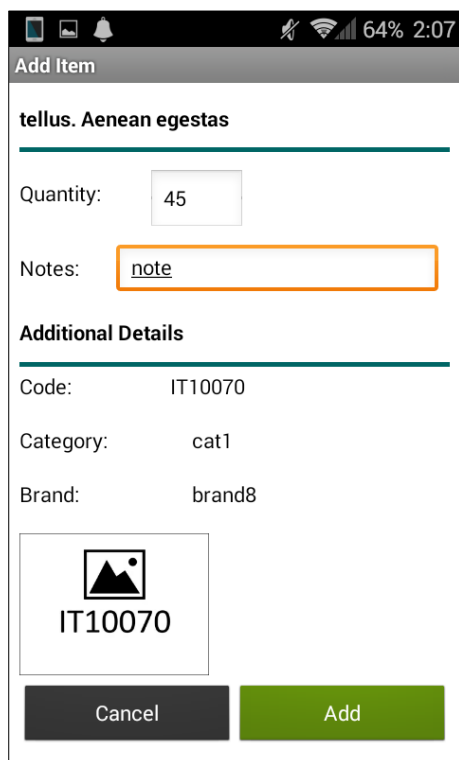 64% 2:07
Add Item
tellus. Aenean egestas
Quantity: 45
Notes: note
Additional Details
Code: IT10070
Category: cat1
Brand: brand8
IT10070
Cancel Add